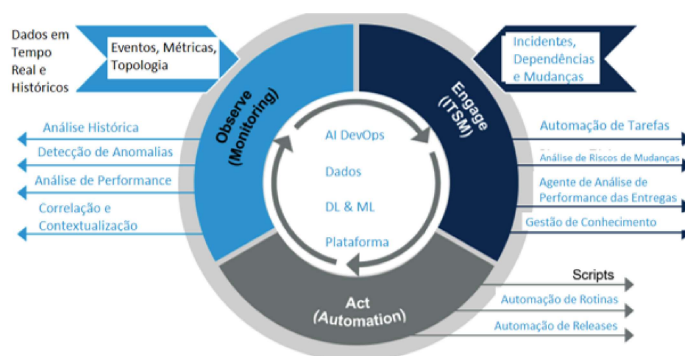 Dados em
Tempo
Real e
Históricos
Eventos, Métricas,
Topologia
Incidentes,
Dependências
e Mudanças
Observe
(Monitoring)
Engage
(ITSM)
Análise Histórica
Detecção de Anomalias
Análise de Performance
Correlação e
Contextualização
AI DevOps
Dados
DL & ML
Plataforma
Automação de Tarefas
Análise de Riscos de Mudanças
Agente de Análise de
Performance das Entregas
Gestão de Conhecimento
Act
(Automation)
Scripts
Automação de Rotinas
Automação de Releases